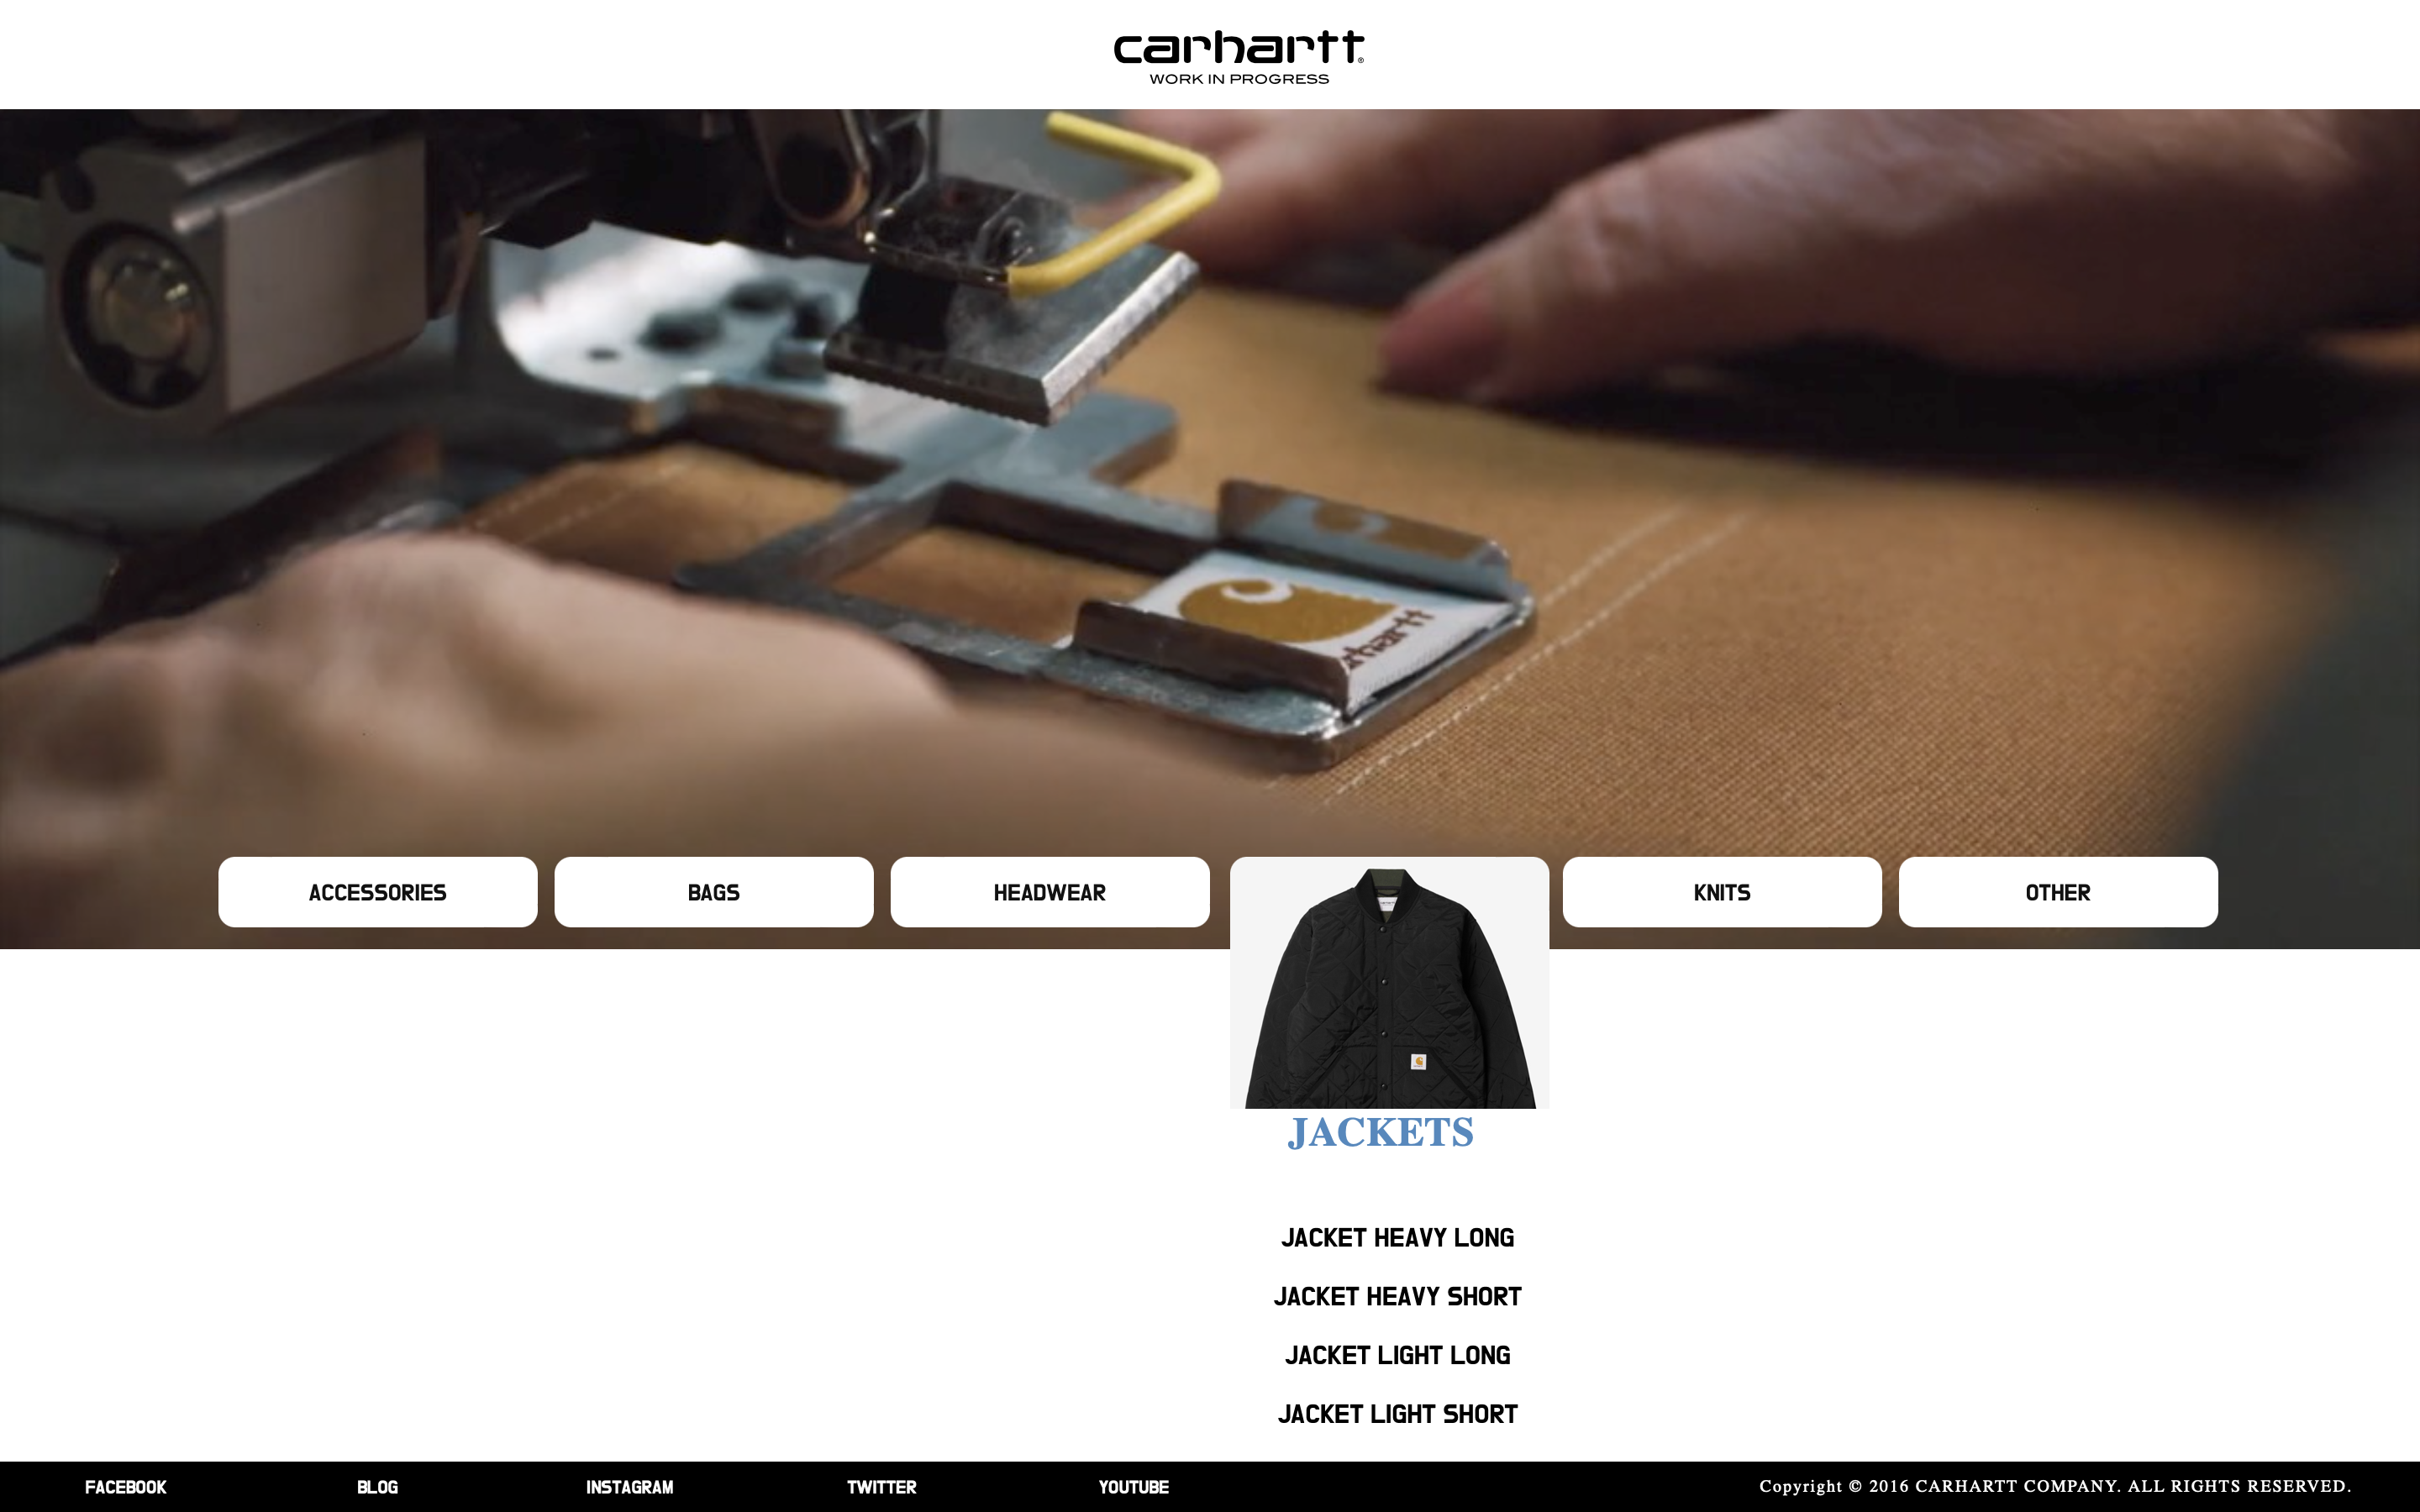 carhartt®
WORK IN PROGRESS
rhartt
ACCESSORIES
BAGS
HEADWEAR
KNITS
OTHER
JACKETS
JACKET HEAVY LONG
JACKET HEAVY SHORT
JACKET LIGHT LONG
JACKET LIGHT SHORT
FACEBOOK
BLOG
INSTAGRAM
TWITTER
YOUTUBE
Copyright © 2016 CARHARTT COMPANY. ALL RIGHTS RESERVED.